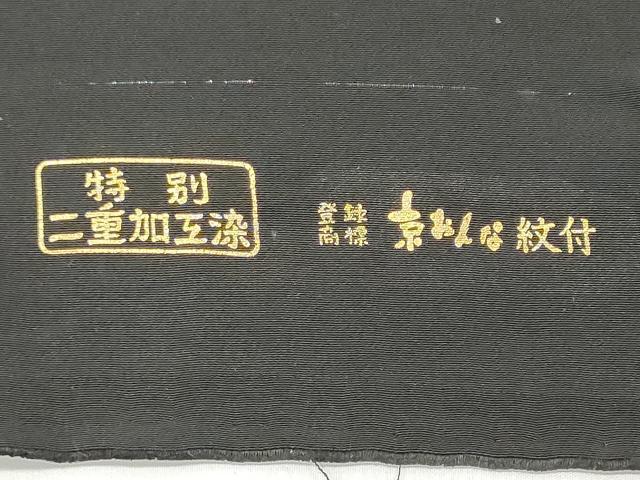 特別
二重加工染
登録
商標
京おんな紋付